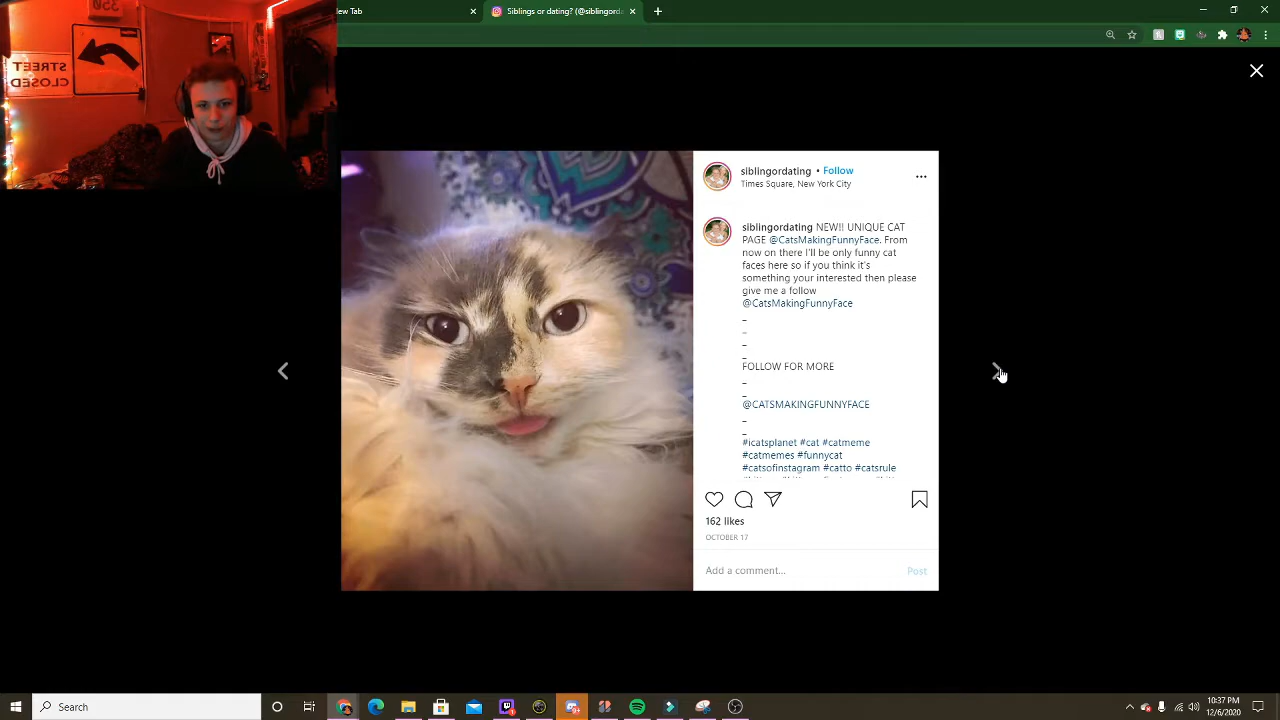 ew Tab
Siblings or dating? (@siblingord
350
STREET
CLOSED
siblingordating • Follow
Times Square, New York City
siblingordating NEW!! UNIQUE CAT
PAGE @CatsMakingFunnyFace. From
now on there I'll be only funny cat
faces here so if you think it's
something your interested then please
give me a follow
@CatsMakingFunnyFace
_
_
_
_
FOLLOW FOR MORE
_
_
@CATSMAKINGFUNNYFACE
_
_
#icatsplanet #cat #catmeme
#catmemes #funnycat
#catsofinstagram #catto #catsrule
162 likes
OCTOBER 17
Add a comment...
Post
Search
10:37 PM
12/6/2020